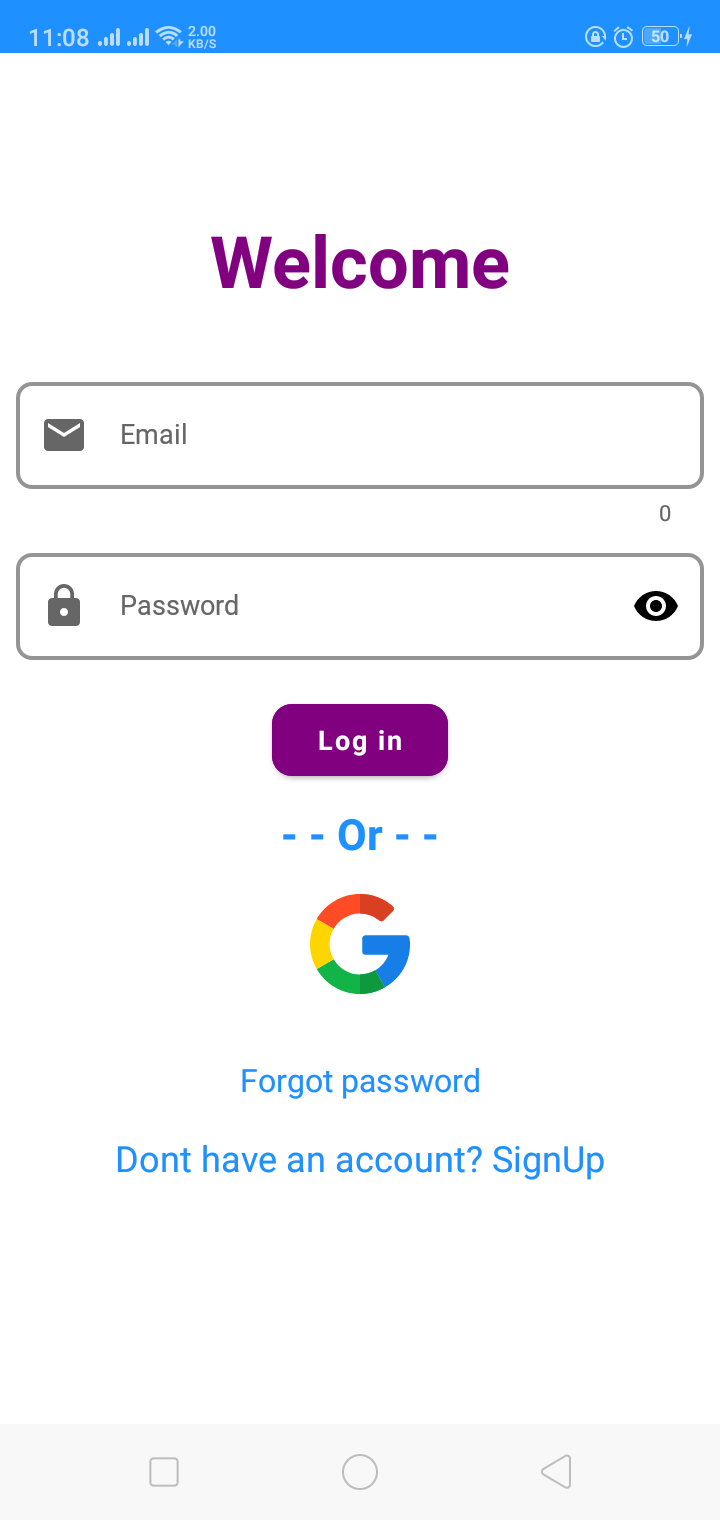 11:08 2.00 KB/S 50
Welcome
Email
0
Password
Log in
- - Or - -
Forgot password
Dont have an account? SignUp